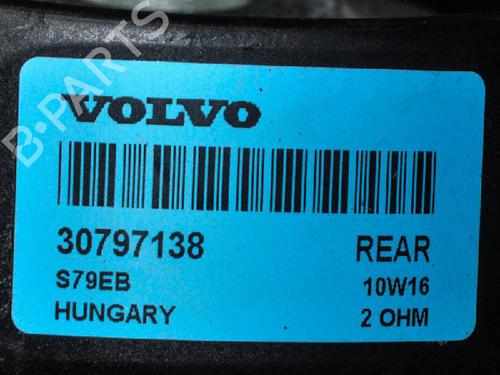 B-PARTS
VOLVO
30797138 REAR
S79EB 10W16
HUNGARY 2 OHM